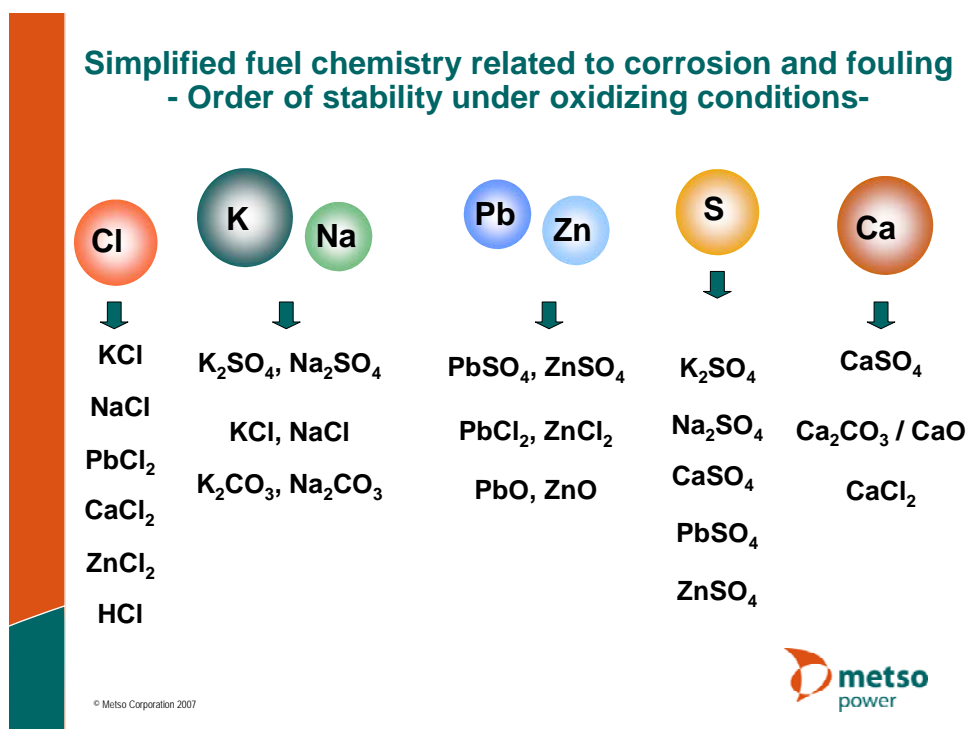 Simplified fuel chemistry related to corrosion and fouling
- Order of stability under oxidizing conditions-
Cl
K
Na
Pb
Zn
S
Ca
KCl
NaCl
PbCl₂
CaCl₂
ZnCl₂
HCl
K₂SO₄, Na₂SO₄
KCl, NaCl
K₂CO₃, Na₂CO₃
PbSO₄, ZnSO₄
PbCl₂, ZnCl₂
PbO, ZnO
K₂SO₄
Na₂SO₄
CaSO₄
PbSO₄
ZnSO₄
CaSO₄
Ca₂CO₃ / CaO
CaCl₂
© Metso Corporation 2007
metso
power